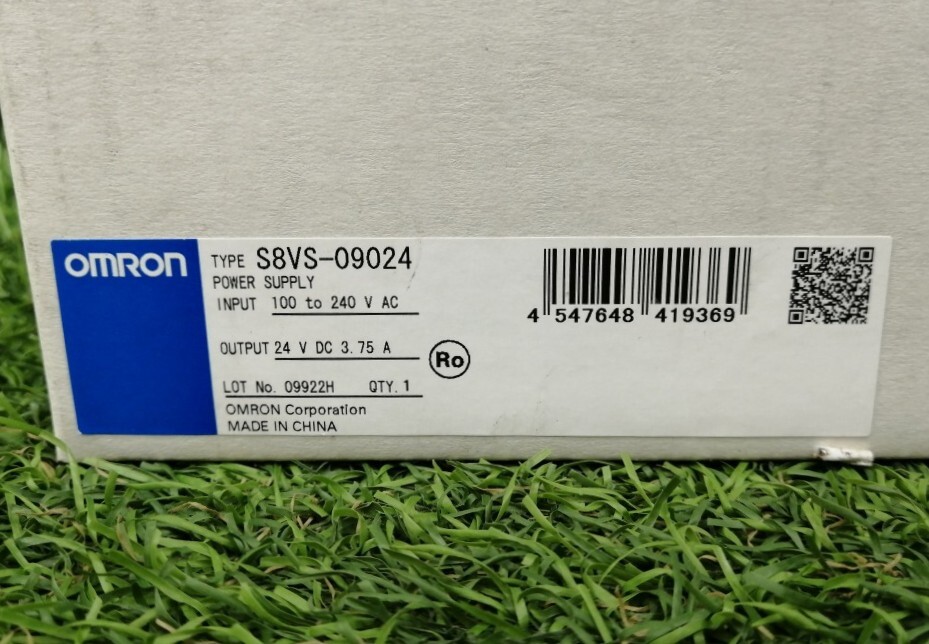 OMRON
TYPE S8VS-09024
POWER SUPPLY
INPUT 100 to 240 V AC
OUTPUT 24 V DC 3.75 A
Ro
LOT No. 09922H QTY. 1
OMRON Corporation
MADE IN CHINA
4 547648 419369